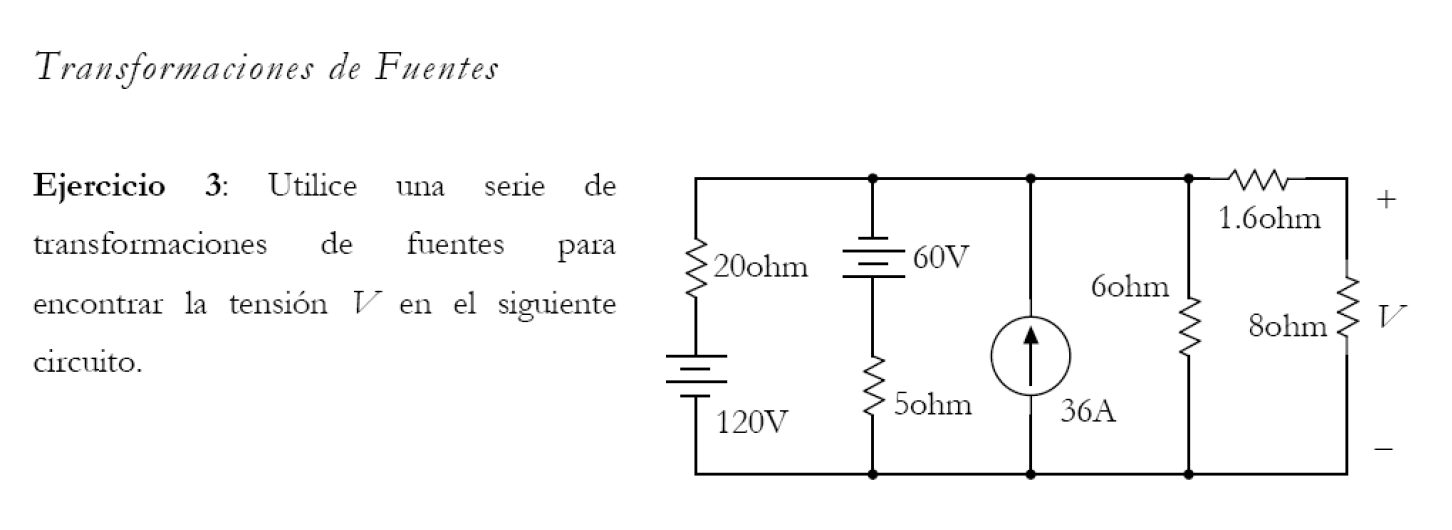 Transformaciones de Fuentes
Ejercicio 3: Utilice una serie de
transformaciones de fuentes para
encontrar la tensión V en el siguiente
circuito.
1.6ohm
+
20ohm
60V
6ohm
8ohm
V
5ohm
36A
120V
−